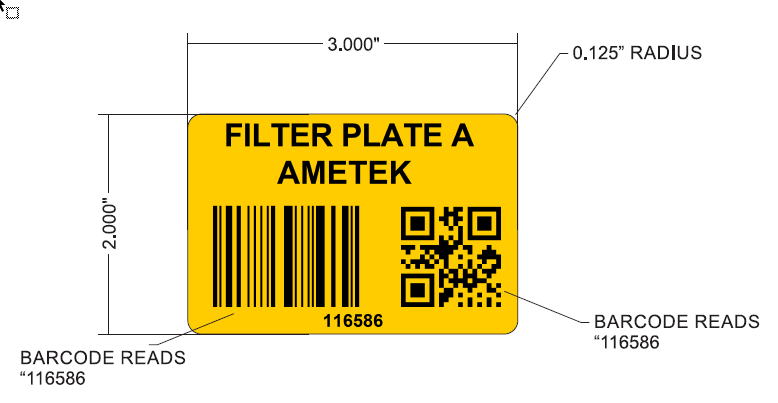 3.000"
0.125” RADIUS
FILTER PLATE A
AMETEK
2.000"
116586
BARCODE READS
“116586
BARCODE READS
“116586